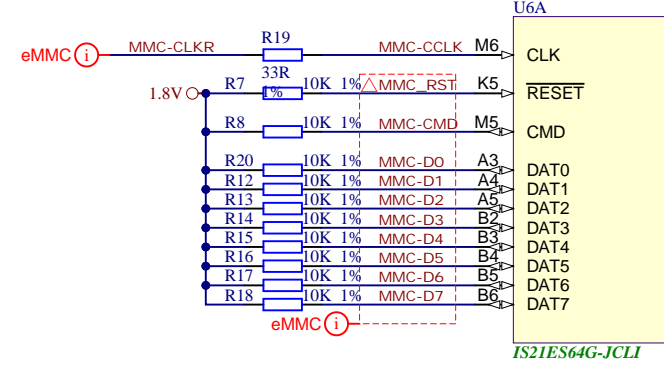 U6A
R19
eMMC i MMC-CLKR MMC-CCLK M6 CLK
33R
1%
1.8V R7 10K 1% MMC_RST K5 RESET
R8 10K 1% MMC-CMD M5 CMD
R20 10K 1% MMC-D0 A3 DAT0
R12 10K 1% MMC-D1 A4 DAT1
R13 10K 1% MMC-D2 A5 DAT2
R14 10K 1% MMC-D3 B2 DAT3
R15 10K 1% MMC-D4 B3 DAT4
R16 10K 1% MMC-D5 B4 DAT5
R17 10K 1% MMC-D6 B5 DAT6
R18 10K 1% MMC-D7 B6 DAT7
eMMC i
IS21ES64G-JCLI